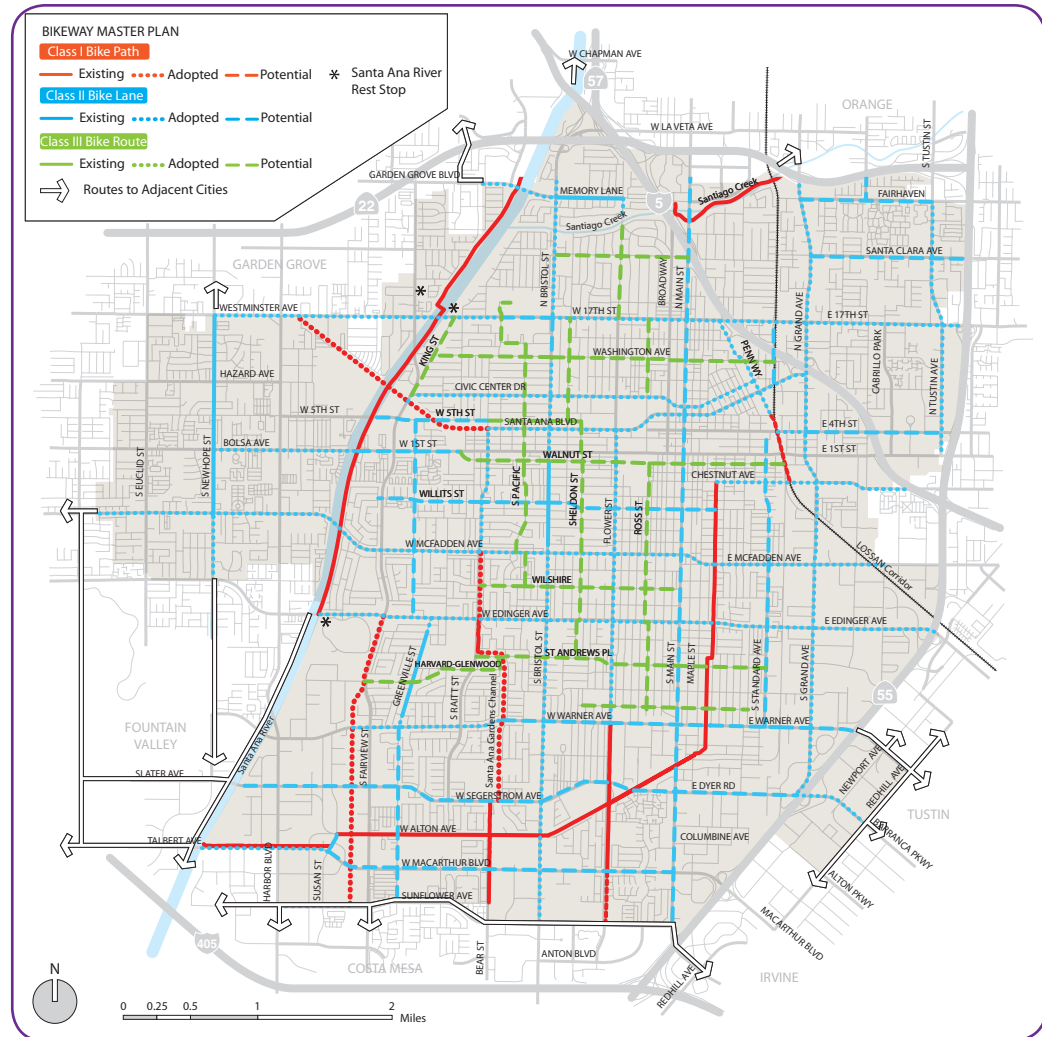 BIKEWAY MASTER PLAN
Class I Bike Path
Existing Adopted Potential
* Santa Ana River
Rest Stop
Class II Bike Lane
Existing Adopted Potential
Class III Bike Route
Existing Adopted Potential
Routes to Adjacent Cities
W CHAPMAN AVE
57
ORANGE
W LA VETA AVE
S TUSTIN ST
GARDEN GROVE BLVD
MEMORY LANE
Santiago Creek
FAIRHAVEN
5
22
Santiago Creek
SANTA CLARA AVE
GARDEN GROVE
N BRISTOL ST
BROADWAY
N MAIN ST
N GRAND AVE
*
*
WESTMINSTER AVE
W 17TH ST
E 17TH ST
KING ST
WASHINGTON AVE
PENN WY
CABRILLO PARK
N TUSTIN AVE
HAZARD AVE
CIVIC CENTER DR
W 5TH ST
W 5TH ST
SANTA ANA BLVD
E 4TH ST
BOLSA AVE
W 1ST ST
E 1ST ST
WALNUT ST
S EUCLID ST
S NEWHOPE ST
CHESTNUT AVE
WILLITS ST
S PACIFIC
SHELDON ST
FLOWER ST
ROSS ST
W MCFADDEN AVE
E MCFADDEN AVE
LOSSAN Corridor
WILSHIRE
*
W EDINGER AVE
E EDINGER AVE
ST ANDREWS PL
HARVARD-GLENWOOD
GREENVILLE ST
S RAITT ST
Santa Ana Gardens Channel
S BRISTOL ST
S MAIN ST
MAPLE ST
S STANDARD AVE
S GRAND AVE
55
W WARNER AVE
E WARNER AVE
FOUNTAIN
VALLEY
Santa Ana River
S FAIRVIEW ST
NEWPORT AVE
REDHILL AVE
SLATER AVE
W SEGERSTROM AVE
E DYER RD
TUSTIN
BARRANCA PKWY
TALBERT AVE
W ALTON AVE
COLUMBINE AVE
HARBOR BLVD
SUSAN ST
W MACARTHUR BLVD
ALTON PKWY
SUNFLOWER AVE
MACARTHUR BLVD
405
COSTA MESA
BEAR ST
ANTON BLVD
REDHILL AVE
IRVINE
N
0 0.25 0.5 1 2
Miles